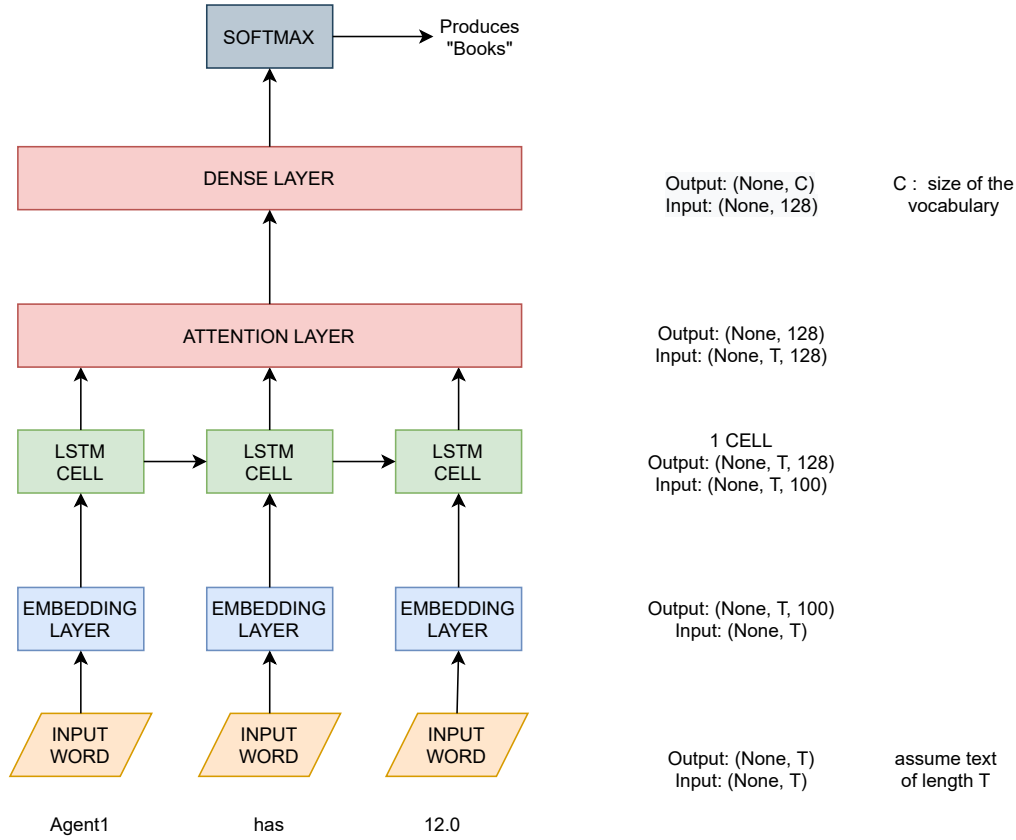 SOFTMAX
Produces
"Books"
DENSE LAYER
Output: (None, C)
Input: (None, 128)
C :  size of the
vocabulary
ATTENTION LAYER
Output: (None, 128)
Input: (None, T, 128)
LSTM
CELL
LSTM
CELL
LSTM
CELL
1 CELL
Output: (None, T, 128)
Input: (None, T, 100)
EMBEDDING
LAYER
EMBEDDING
LAYER
EMBEDDING
LAYER
Output: (None, T, 100)
Input: (None, T)
INPUT
WORD
INPUT
WORD
INPUT
WORD
Output: (None, T)
Input: (None, T)
assume text
of length T
Agent1
has
12.0